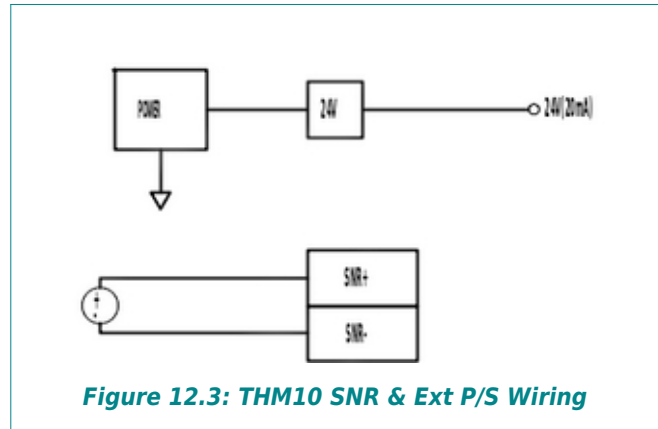 POWER
24V
24V(20mA)
SNR+
SNR-
Figure 12.3: THM10 SNR & Ext P/S Wiring